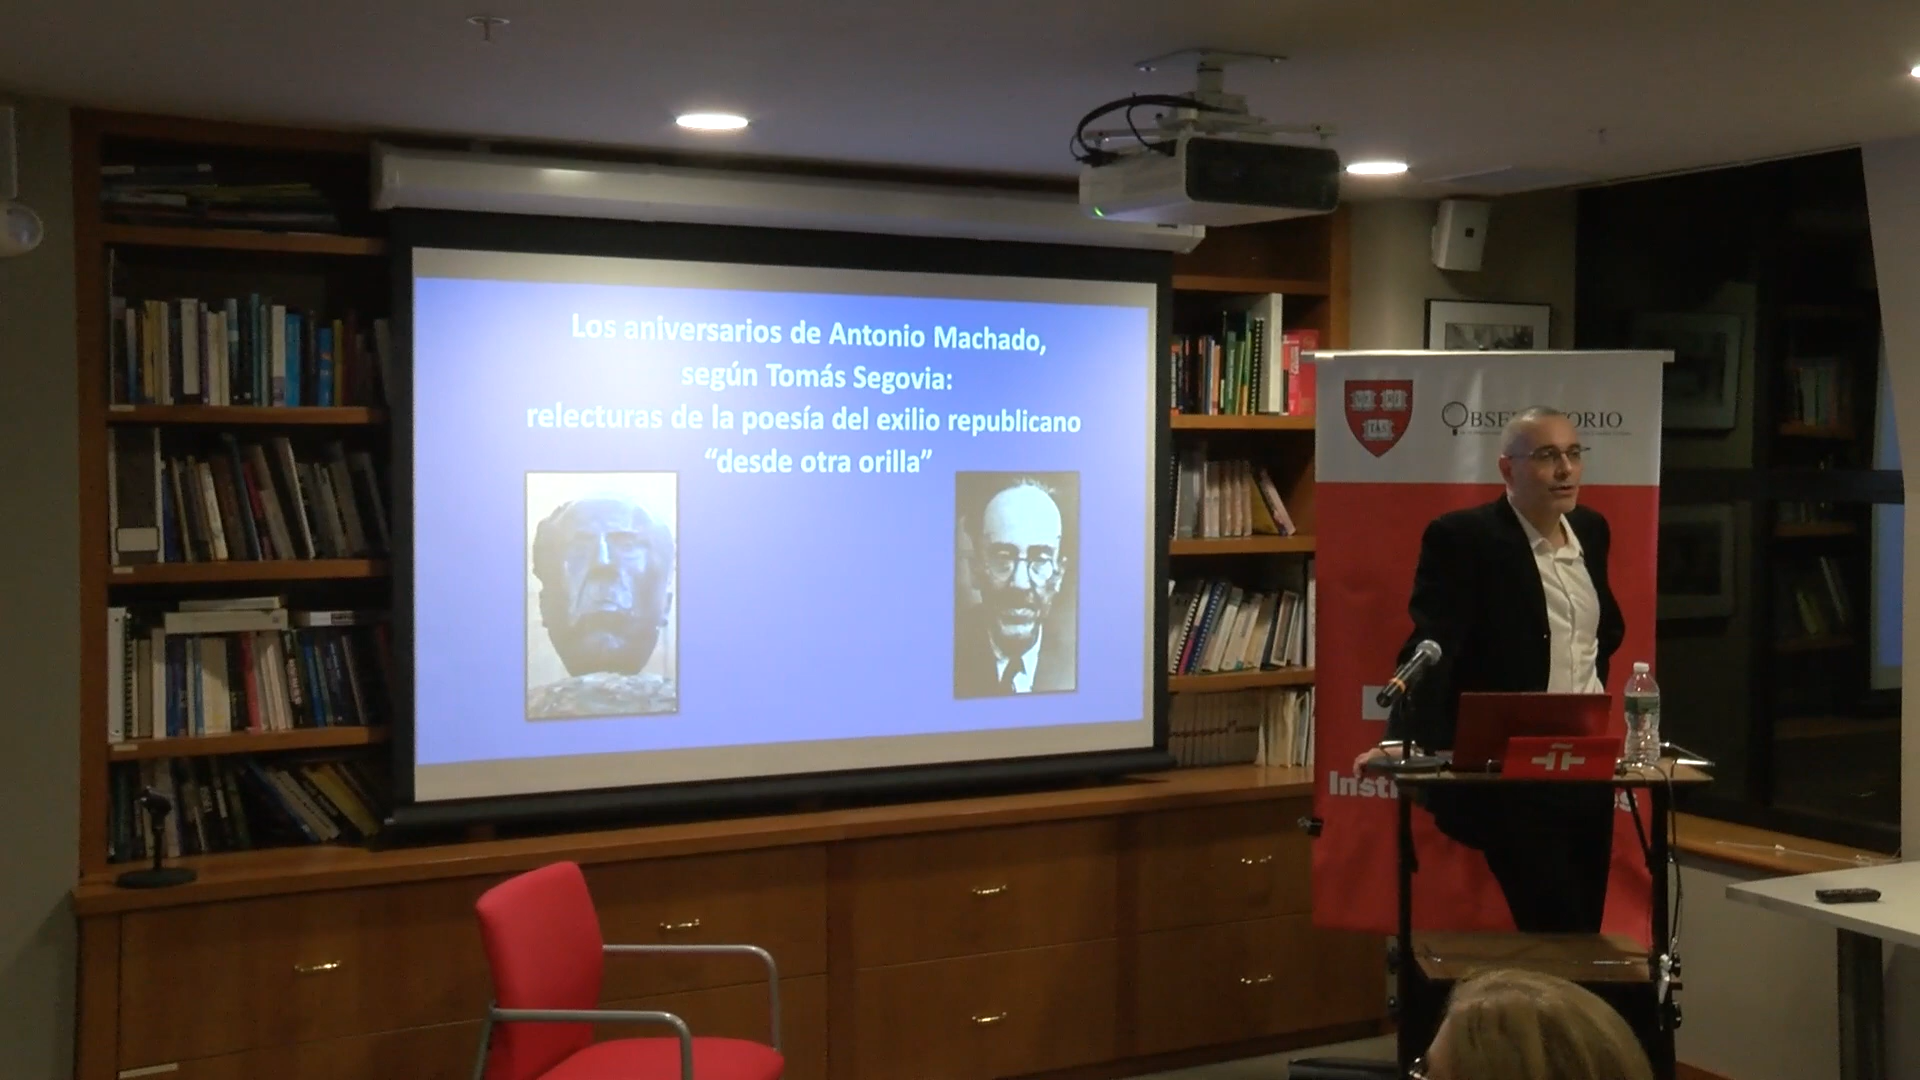 Los aniversarios de Antonio Machado,
según Tomás Segovia:
relecturas de la poesía del exilio republicano
“desde otra orilla”